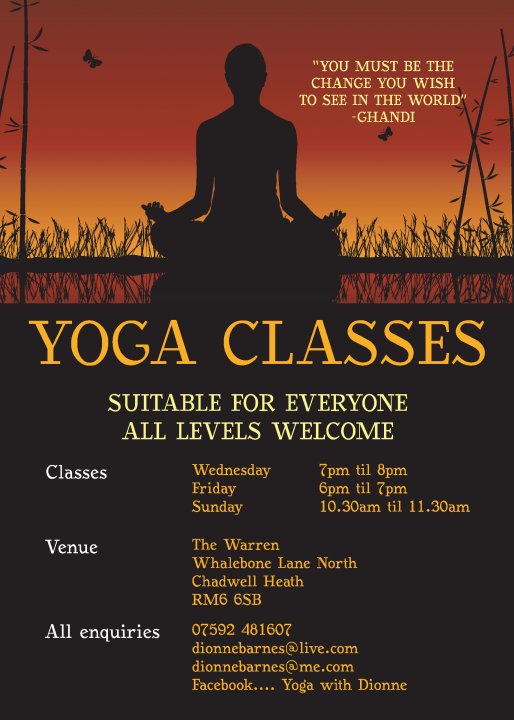 "YOU MUST BE THE
CHANGE YOU WISH
TO SEE IN THE WORLD"
-GHANDI
YOGA CLASSES
SUITABLE FOR EVERYONE
ALL LEVELS WELCOME
Classes
Wednesday 7pm til 8pm
Friday 6pm til 7pm
Sunday 10.30am til 11.30am
Venue
The Warren
Whalebone Lane North
Chadwell Heath
RM6 6SB
All enquiries
07592 481607
dionnebarnes@live.com
dionnebarnes@me.com
Facebook.... Yoga with Dionne